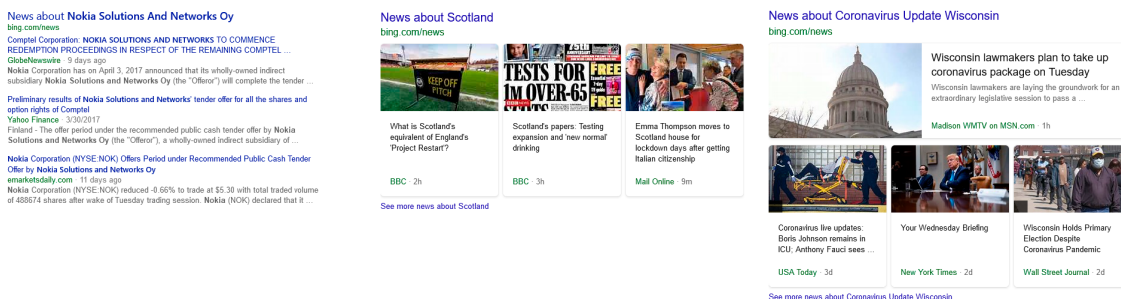 News about Nokia Solutions And Networks Oy
bing.com/news
Comptel Corporation: NOKIA SOLUTIONS AND NETWORKS TO COMMENCE
REDEMPTION PROCEEDINGS IN RESPECT OF THE REMAINING COMPTEL ...
GlobeNewswire · 9 days ago
Nokia Corporation has on April 3, 2017 announced that its wholly-owned indirect
subsidiary Nokia Solutions and Networks Oy (the "Offeror") will complete the tender ...
Preliminary results of Nokia Solutions and Networks' tender offer for all the shares and
option rights of Comptel
Yahoo Finance · 3/30/2017
Finland - The offer period under the recommended public cash tender offer by Nokia
Solutions and Networks Oy (the "Offeror"), a wholly-owned indirect subsidiary of ...
Nokia Corporation (NYSE:NOK) Offers Period under Recommended Public Cash Tender
Offer by Nokia Solutions and Networks Oy
emarketsdaily.com · 11 days ago
Nokia Corporation (NYSE:NOK) reduced -0.66% to trade at $5.30 with total traded volume
of 488674 shares after wake of Tuesday trading session. Nokia (NOK) declared that it ...
News about Scotland
bing.com/news
KEEP OFF
PITCH
TESTS FOR
1M OVER-65
FREE
What is Scotland's
equivalent of England's
'Project Restart'?
BBC · 2h
Scotland's papers: Testing
expansion and 'new normal'
drinking
BBC · 3h
Emma Thompson moves to
Scotland house for
lockdown days after getting
Italian citizenship
Mail Online · 9m
See more news about Scotland
News about Coronavirus Update Wisconsin
bing.com/news
Wisconsin lawmakers plan to take up
coronavirus package on Tuesday
Wisconsin lawmakers are laying the groundwork for an
extraordinary legislative session to pass a ...
Madison WMTV on MSN.com · 1h
Coronavirus live updates:
Boris Johnson remains in
ICU; Anthony Fauci sees ...
USA Today · 3d
Your Wednesday Briefing
New York Times · 2d
Wisconsin Holds Primary
Election Despite
Coronavirus Pandemic
Wall Street Journal · 2d
See more news about Coronavirus Update Wisconsin